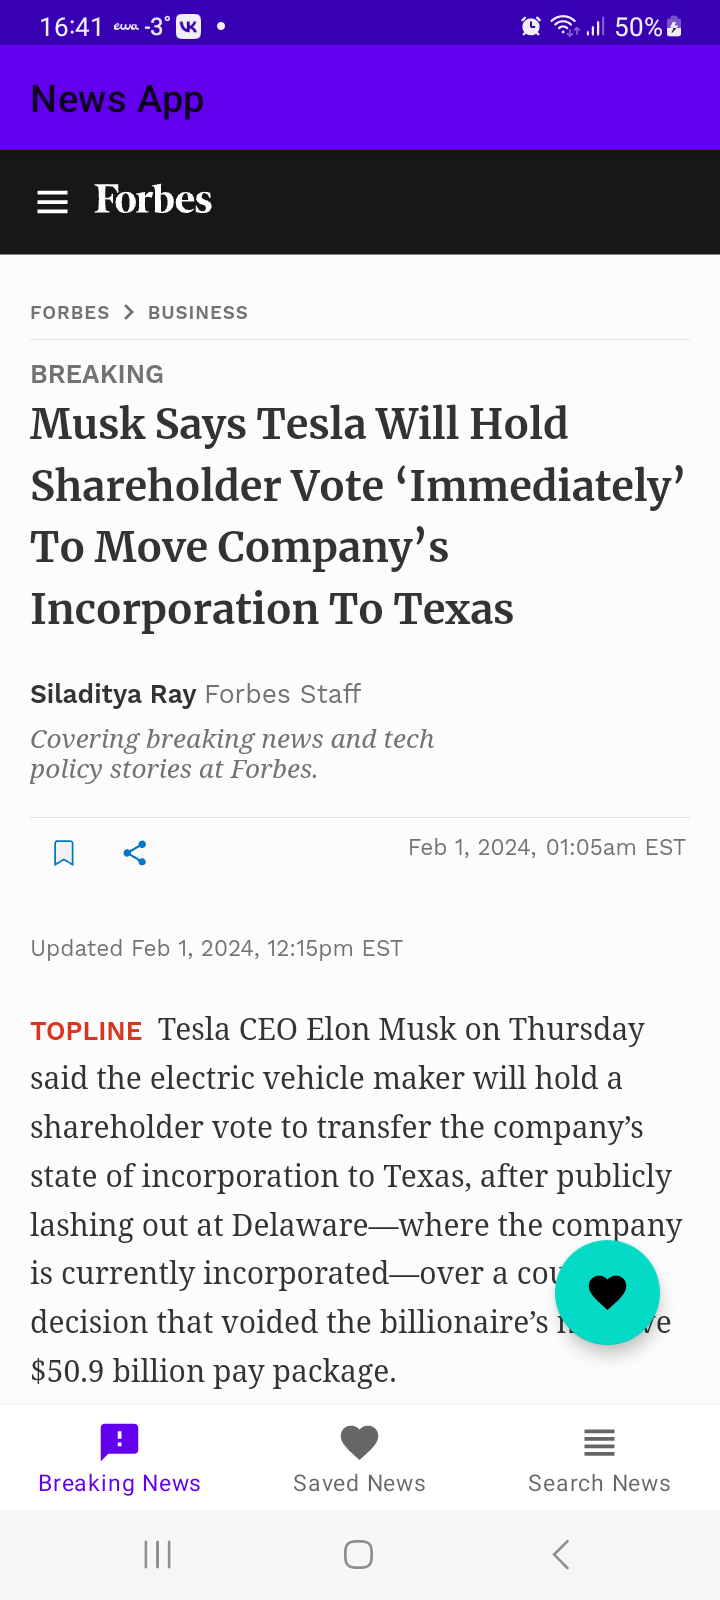 16:41 ewa -3° VK 50%
News App
Forbes
FORBES > BUSINESS
BREAKING
Musk Says Tesla Will Hold
Shareholder Vote ‘Immediately’
To Move Company’s
Incorporation To Texas
Siladitya Ray Forbes Staff
Covering breaking news and tech
policy stories at Forbes.
Feb 1, 2024, 01:05am EST
Updated Feb 1, 2024, 12:15pm EST
TOPLINE Tesla CEO Elon Musk on Thursday
said the electric vehicle maker will hold a
shareholder vote to transfer the company’s
state of incorporation to Texas, after publicly
lashing out at Delaware—where the company
is currently incorporated—over a
decision that voided the billionaire’s
$50.9 billion pay package.
Breaking News
Saved News
Search News